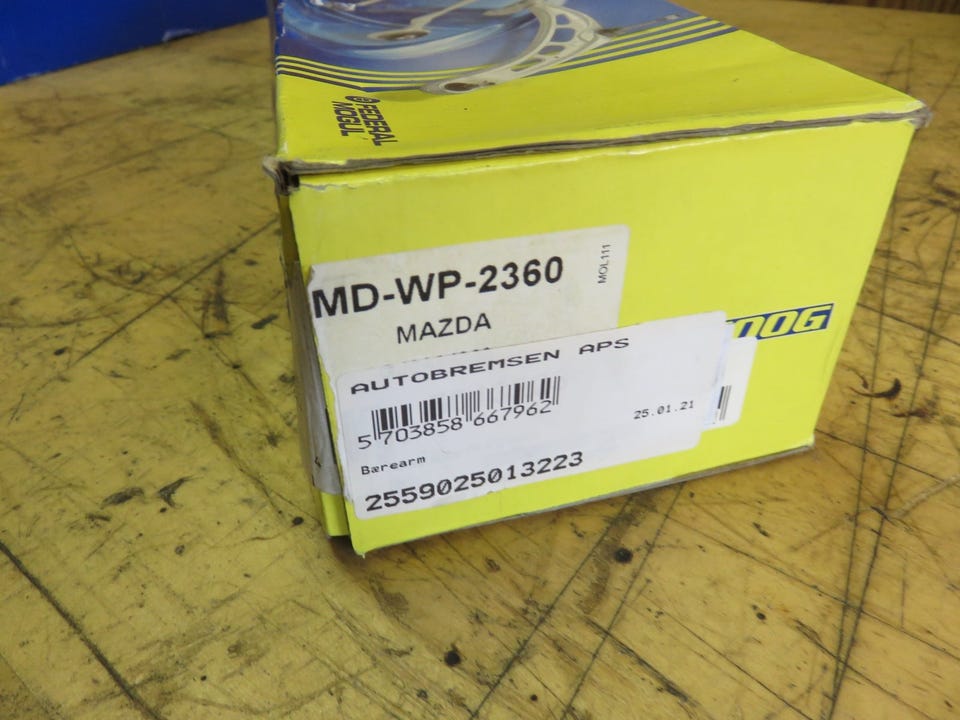 FEDERAL
MOGUL
MD-WP-2360
MOL111
MAZDA
AUTOBREMSEN APS
5 703858 667962
25.01.21
Bærearm
2559025013223